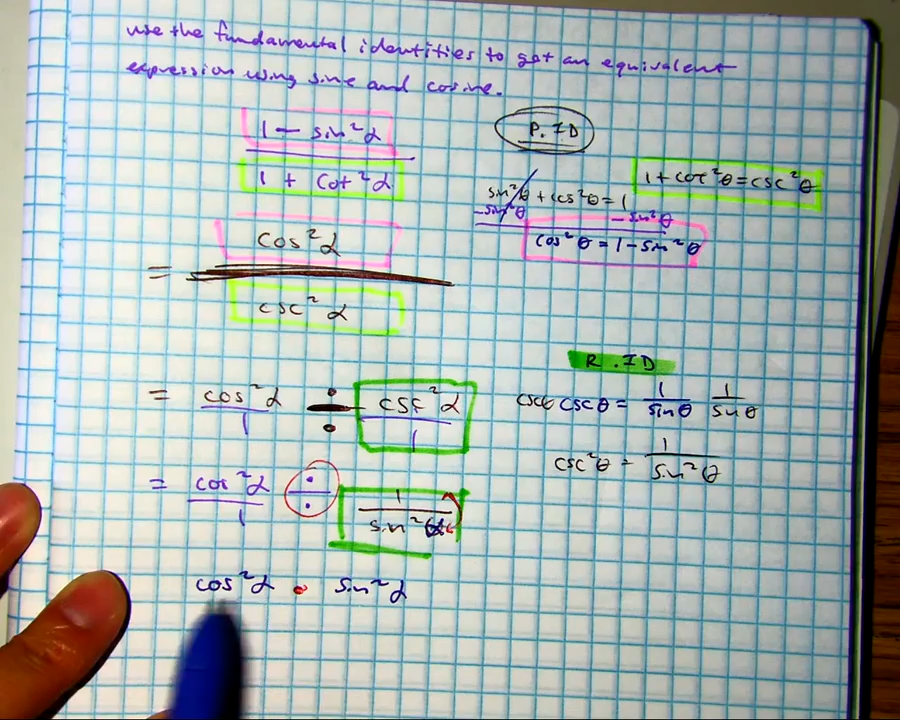 use the fundamental identities to get an equivalent
expression using sine and cosine.
1 - sin²α
1 + cot²α
P. ID
sin²θ + cos²θ = 1
-sin²θ -sin²θ
cos²θ = 1 - sin²θ
1 + cot²θ = csc²θ
= cos²α
csc²α
R. ID
= cos²α ÷ csc²α
1 1
cscθ cscθ = 1/sinθ 1/sinθ
csc²θ = 1/sin²θ
= cos²α ÷ 1
1 sin²α
cos²α • sin²α